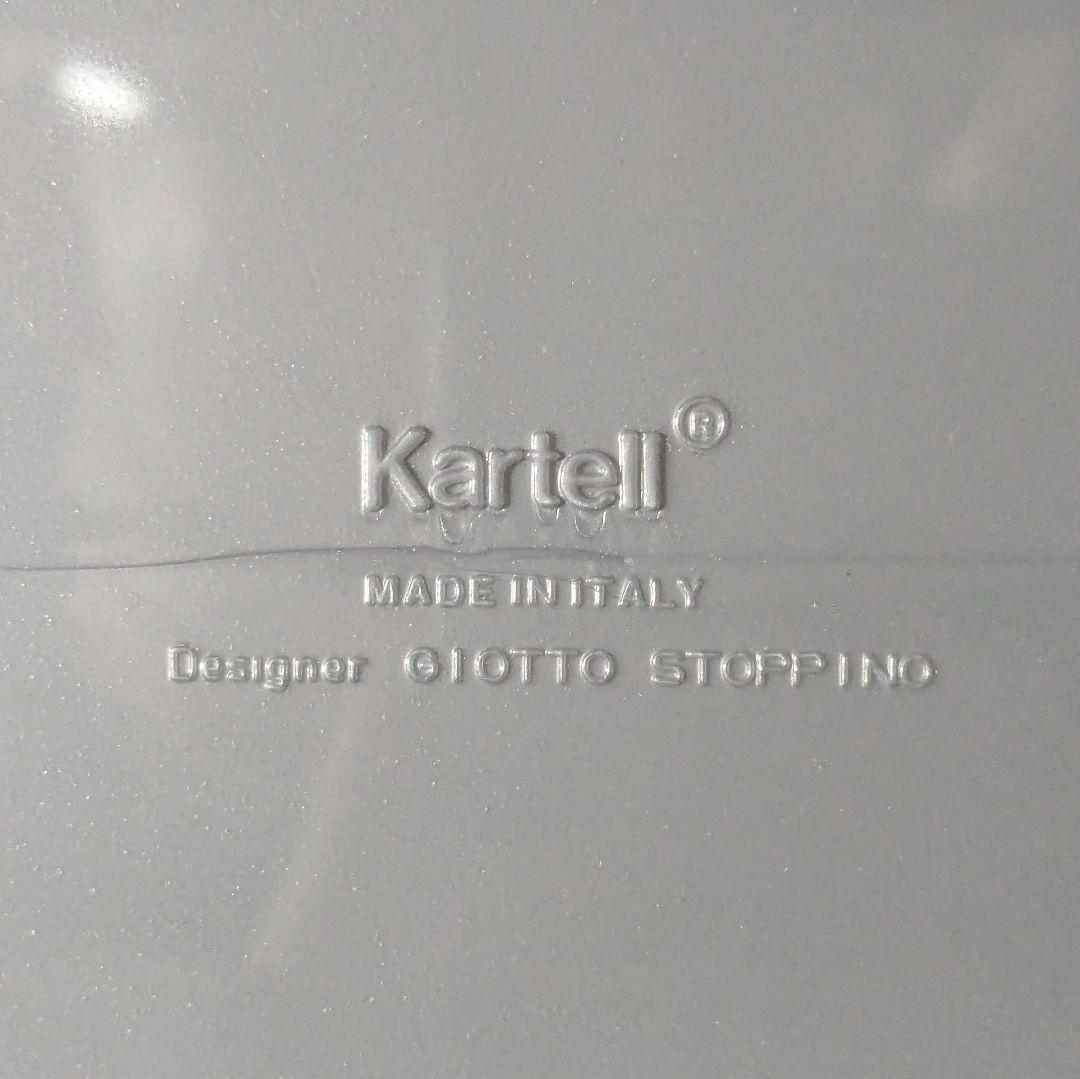 Kartell®
MADE IN ITALY
Designer GIOTTO STOPPINO